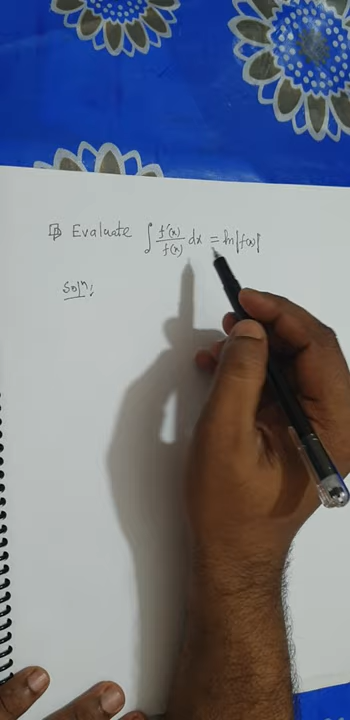 Evaluate ∫ f'(x)/f(x) dx = ln|f(x)|
Solⁿ: